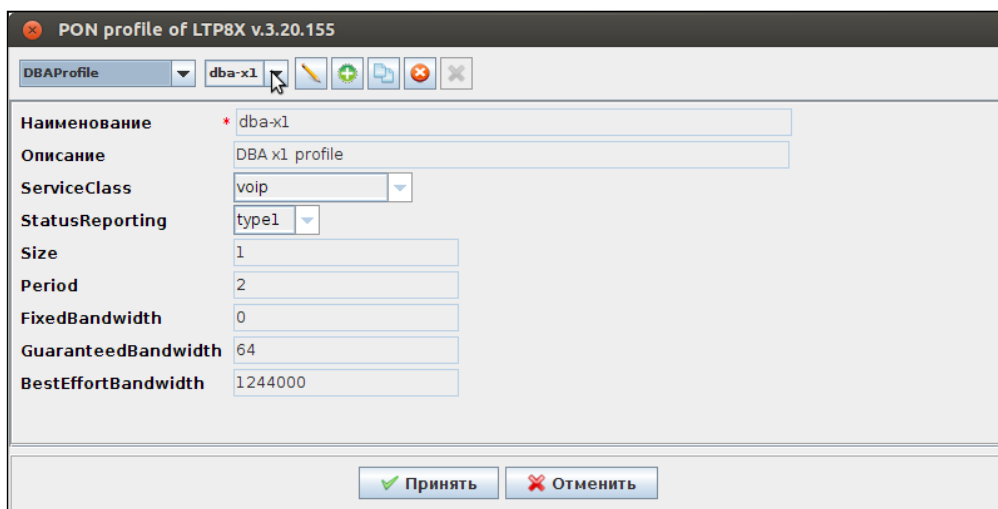 PON profile of LTP8X v.3.20.155
DBAProfile dba-x1
Наименование * dba-x1
Описание DBA x1 profile
ServiceClass voip
StatusReporting type1
Size 1
Period 2
FixedBandwidth 0
GuaranteedBandwidth 64
BestEffortBandwidth 1244000
Принять Отменить